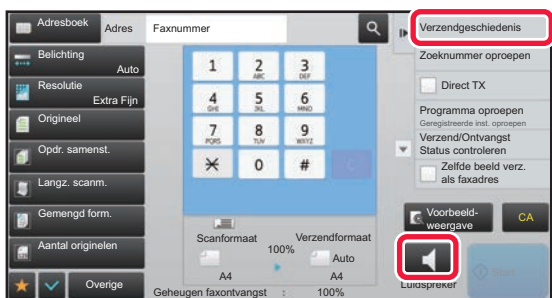 Adresboek
Adres
Faxnummer
Belichting
Auto
Resolutie
Extra Fijn
Origineel
Opdr. samenst.
Langz. scanm.
Gemengd form.
Aantal originelen
Overige
1
2
ABC
3
DEF
4
GHI
5
JKL
6
MNO
7
PQRS
8
TUV
9
WXYZ
0
#
C
Scanformaat
100%
Verzendformaat
Auto
A4
A4
Geheugen faxontvangst : 100%
Verzendgeschiedenis
Zoeknummer oproepen
Direct TX
Programma oproepen
Geregistreerde inst. oproepen
Verzend/Ontvangst
Status controleren
Zelfde beeld verz.
als faxadres
Voorbeeld-
weergave
CA
Luidspreker
Start